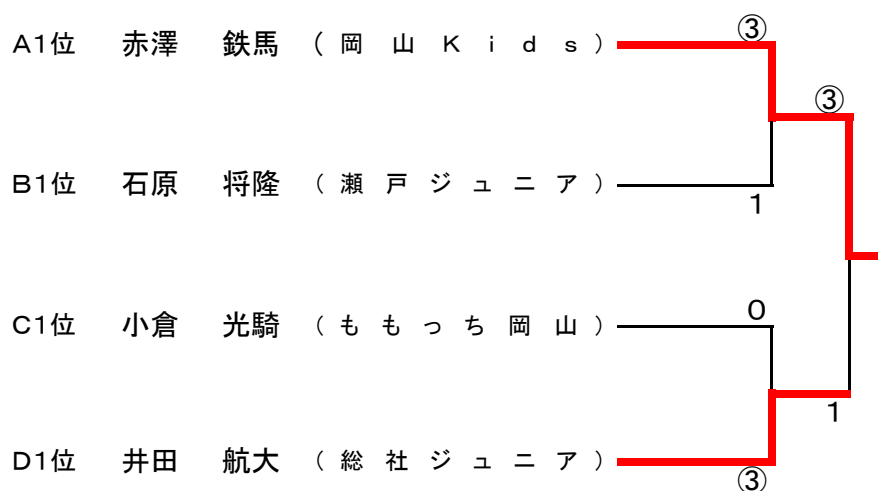 ③
A1位 赤澤 鉄馬 (岡山Kids)
③
B1位 石原 将隆 (瀬戸ジュニア)
1
0
C1位 小倉 光騎 (ももっち岡山)
1
D1位 井田 航大 (総社ジュニア)
③